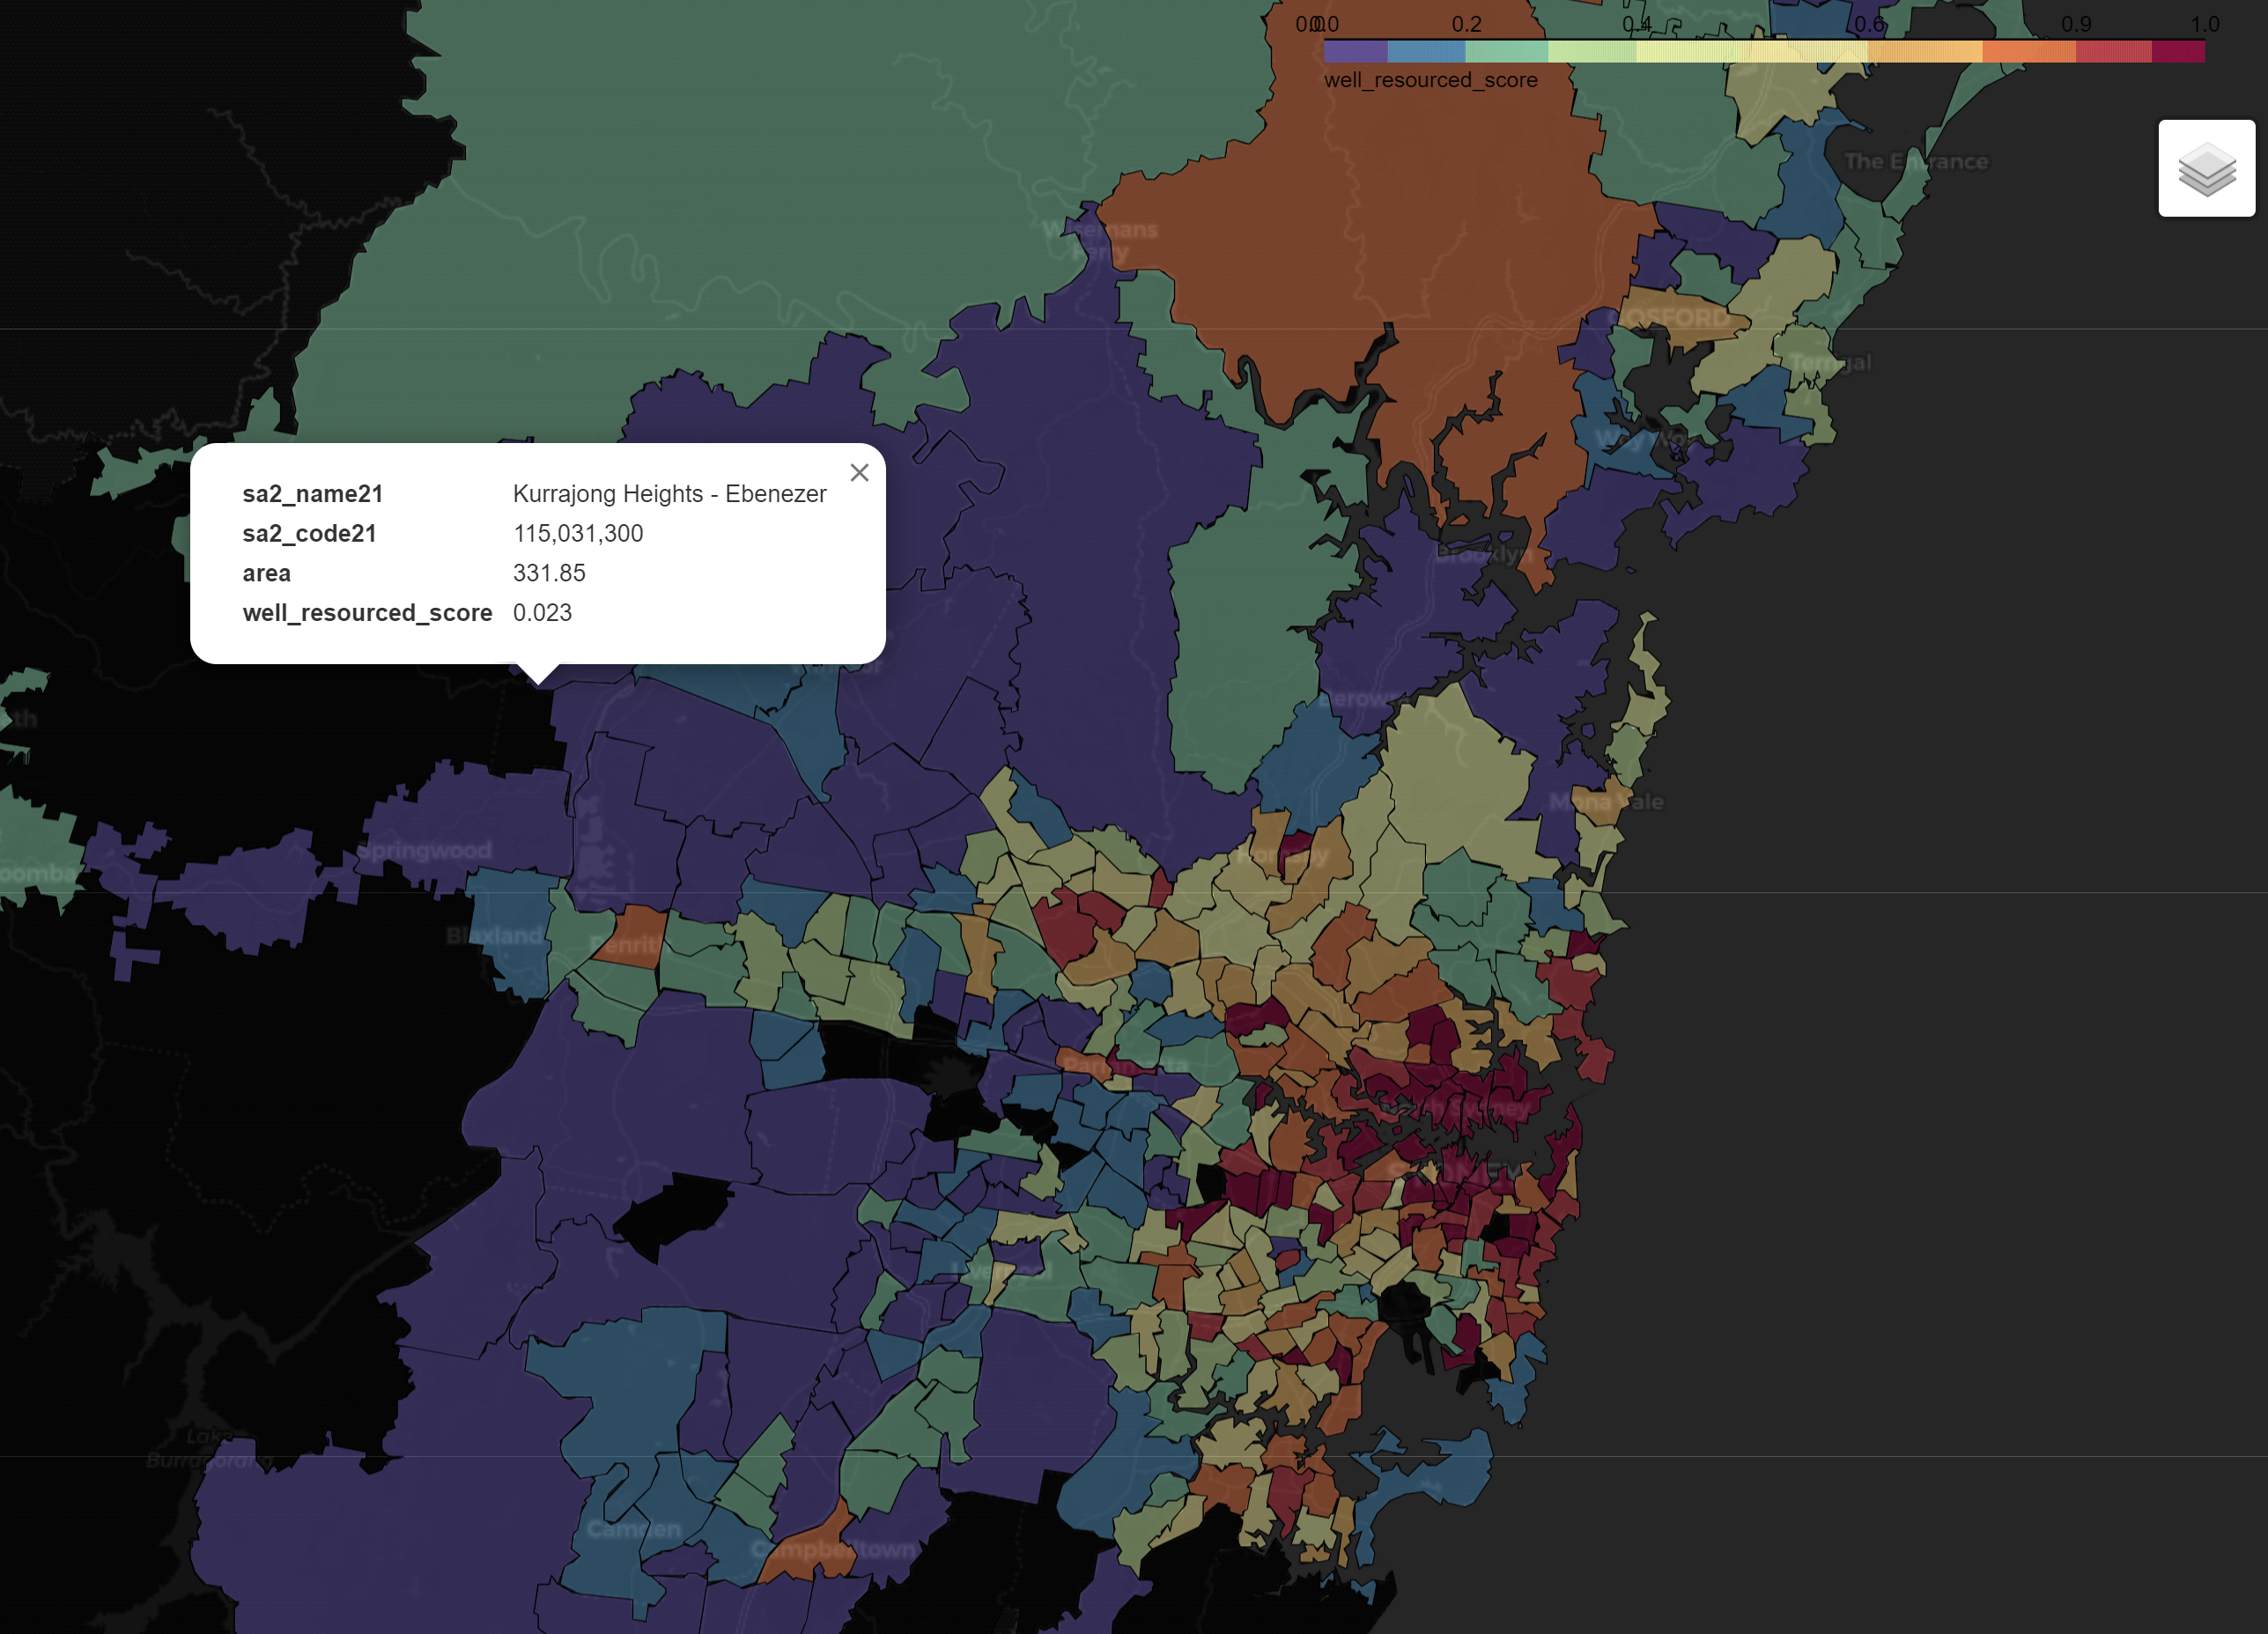 0.0 0.0 0.2 0.4 0.6 0.9 1.0
well_resourced_score
The Entrance
Wisemans
Ferry
GOSFORD
Terrigal
Woy Woy
sa2_name21 Kurrajong Heights - Ebenezer
sa2_code21 115,031,300
area 331.85
well_resourced_score 0.023
Brooklyn
Berowra
th
Mona Vale
Springwood
Hornsby
oomba
Blaxland
Penrith
Parramatta
North Sydney
SYDNEY
Liverpool
Lake
Burragorang
Camden
Campbelltown